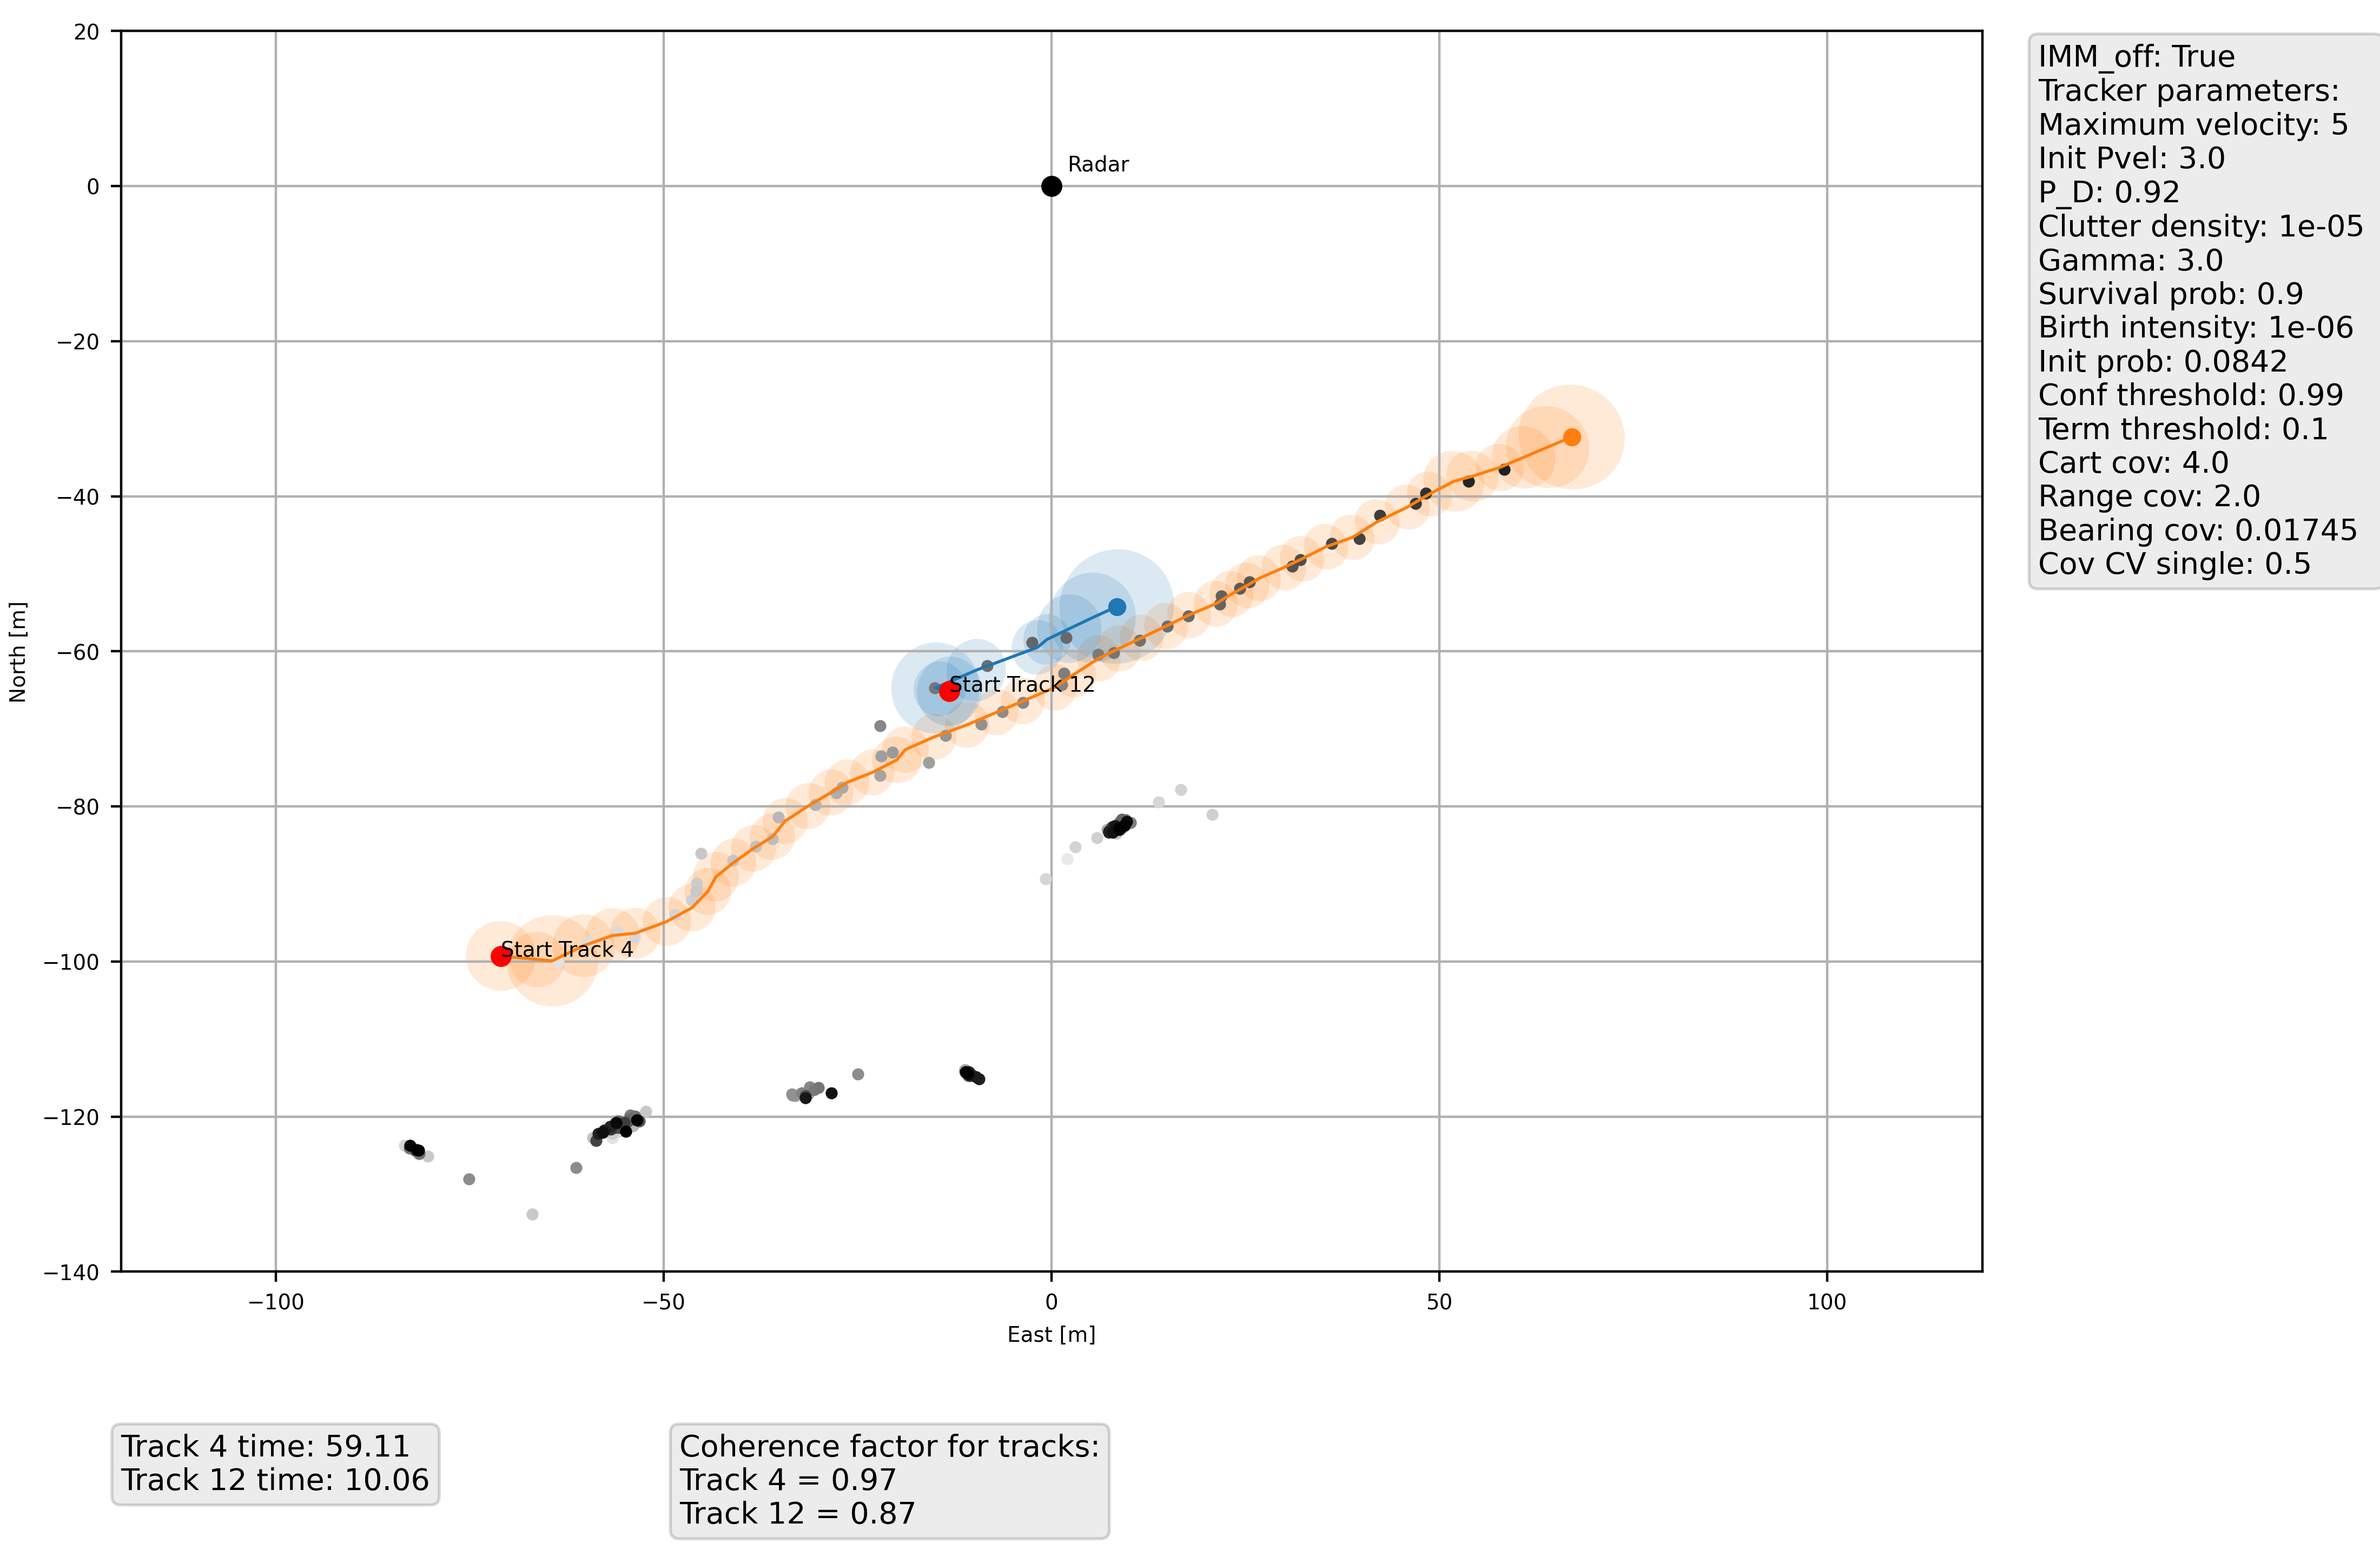 20
0
−20
−40
−60
−80
−100
−120
−140
North [m]
Radar
Start Track 12
Start Track 4
−100
−50
0
50
100
East [m]
IMM_off: True
Tracker parameters:
Maximum velocity: 5
Init Pvel: 3.0
P_D: 0.92
Clutter density: 1e-05
Gamma: 3.0
Survival prob: 0.9
Birth intensity: 1e-06
Init prob: 0.0842
Conf threshold: 0.99
Term threshold: 0.1
Cart cov: 4.0
Range cov: 2.0
Bearing cov: 0.01745
Cov CV single: 0.5
Track 4 time: 59.11
Track 12 time: 10.06
Coherence factor for tracks:
Track 4 = 0.97
Track 12 = 0.87